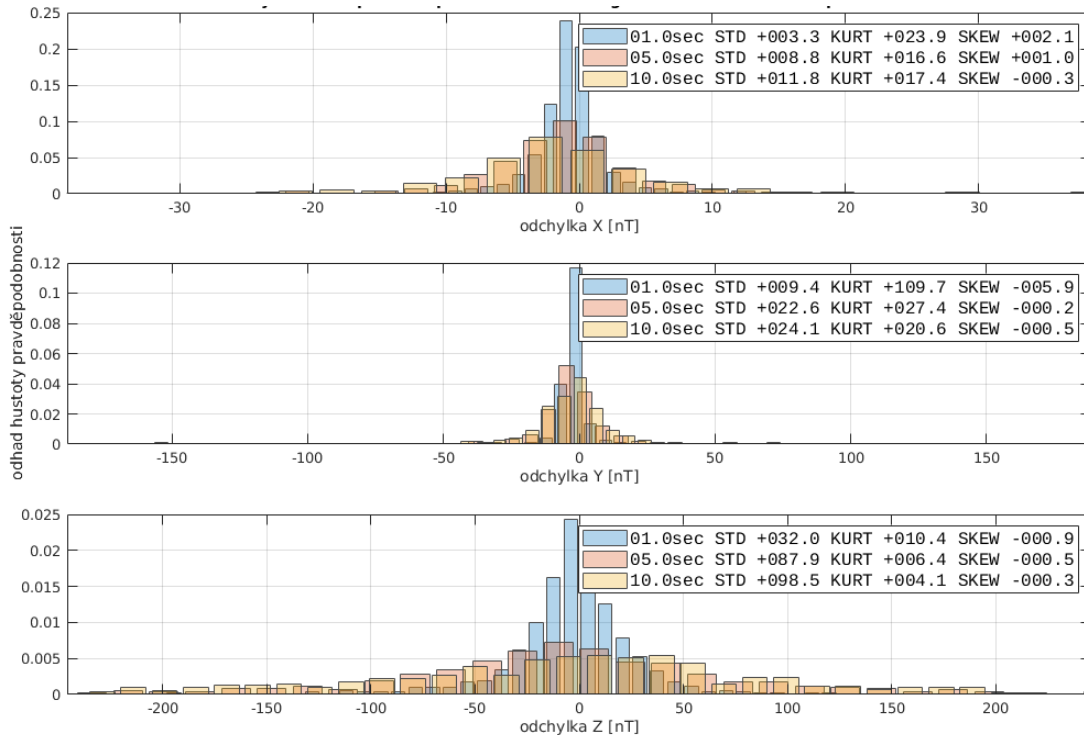 0.25
0.2
0.15
0.1
0.05
0
01.0sec STD +003.3 KURT +023.9 SKEW +002.1
05.0sec STD +008.8 KURT +016.6 SKEW +001.0
10.0sec STD +011.8 KURT +017.4 SKEW -000.3
-30 -20 -10 0 10 20 30
odchylka X [nT]
odhad hustoty pravděpodobnosti
0.12
0.1
0.08
0.06
0.04
0.02
0
01.0sec STD +009.4 KURT +109.7 SKEW -005.9
05.0sec STD +022.6 KURT +027.4 SKEW -000.2
10.0sec STD +024.1 KURT +020.6 SKEW -000.5
-150 -100 -50 0 50 100 150
odchylka Y [nT]
0.025
0.02
0.015
0.01
0.005
0
01.0sec STD +032.0 KURT +010.4 SKEW -000.9
05.0sec STD +087.9 KURT +006.4 SKEW -000.5
10.0sec STD +098.5 KURT +004.1 SKEW -000.3
-200 -150 -100 -50 0 50 100 150 200
odchylka Z [nT]